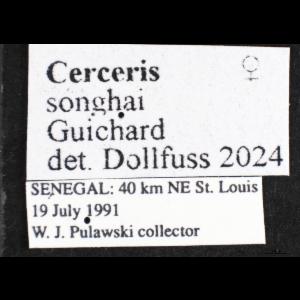 Cerceris ♀
songhai
Guichard
det. Dollfuss 2024
SENEGAL: 40 km NE St. Louis
19 July 1991
W. J. Pulawski collector